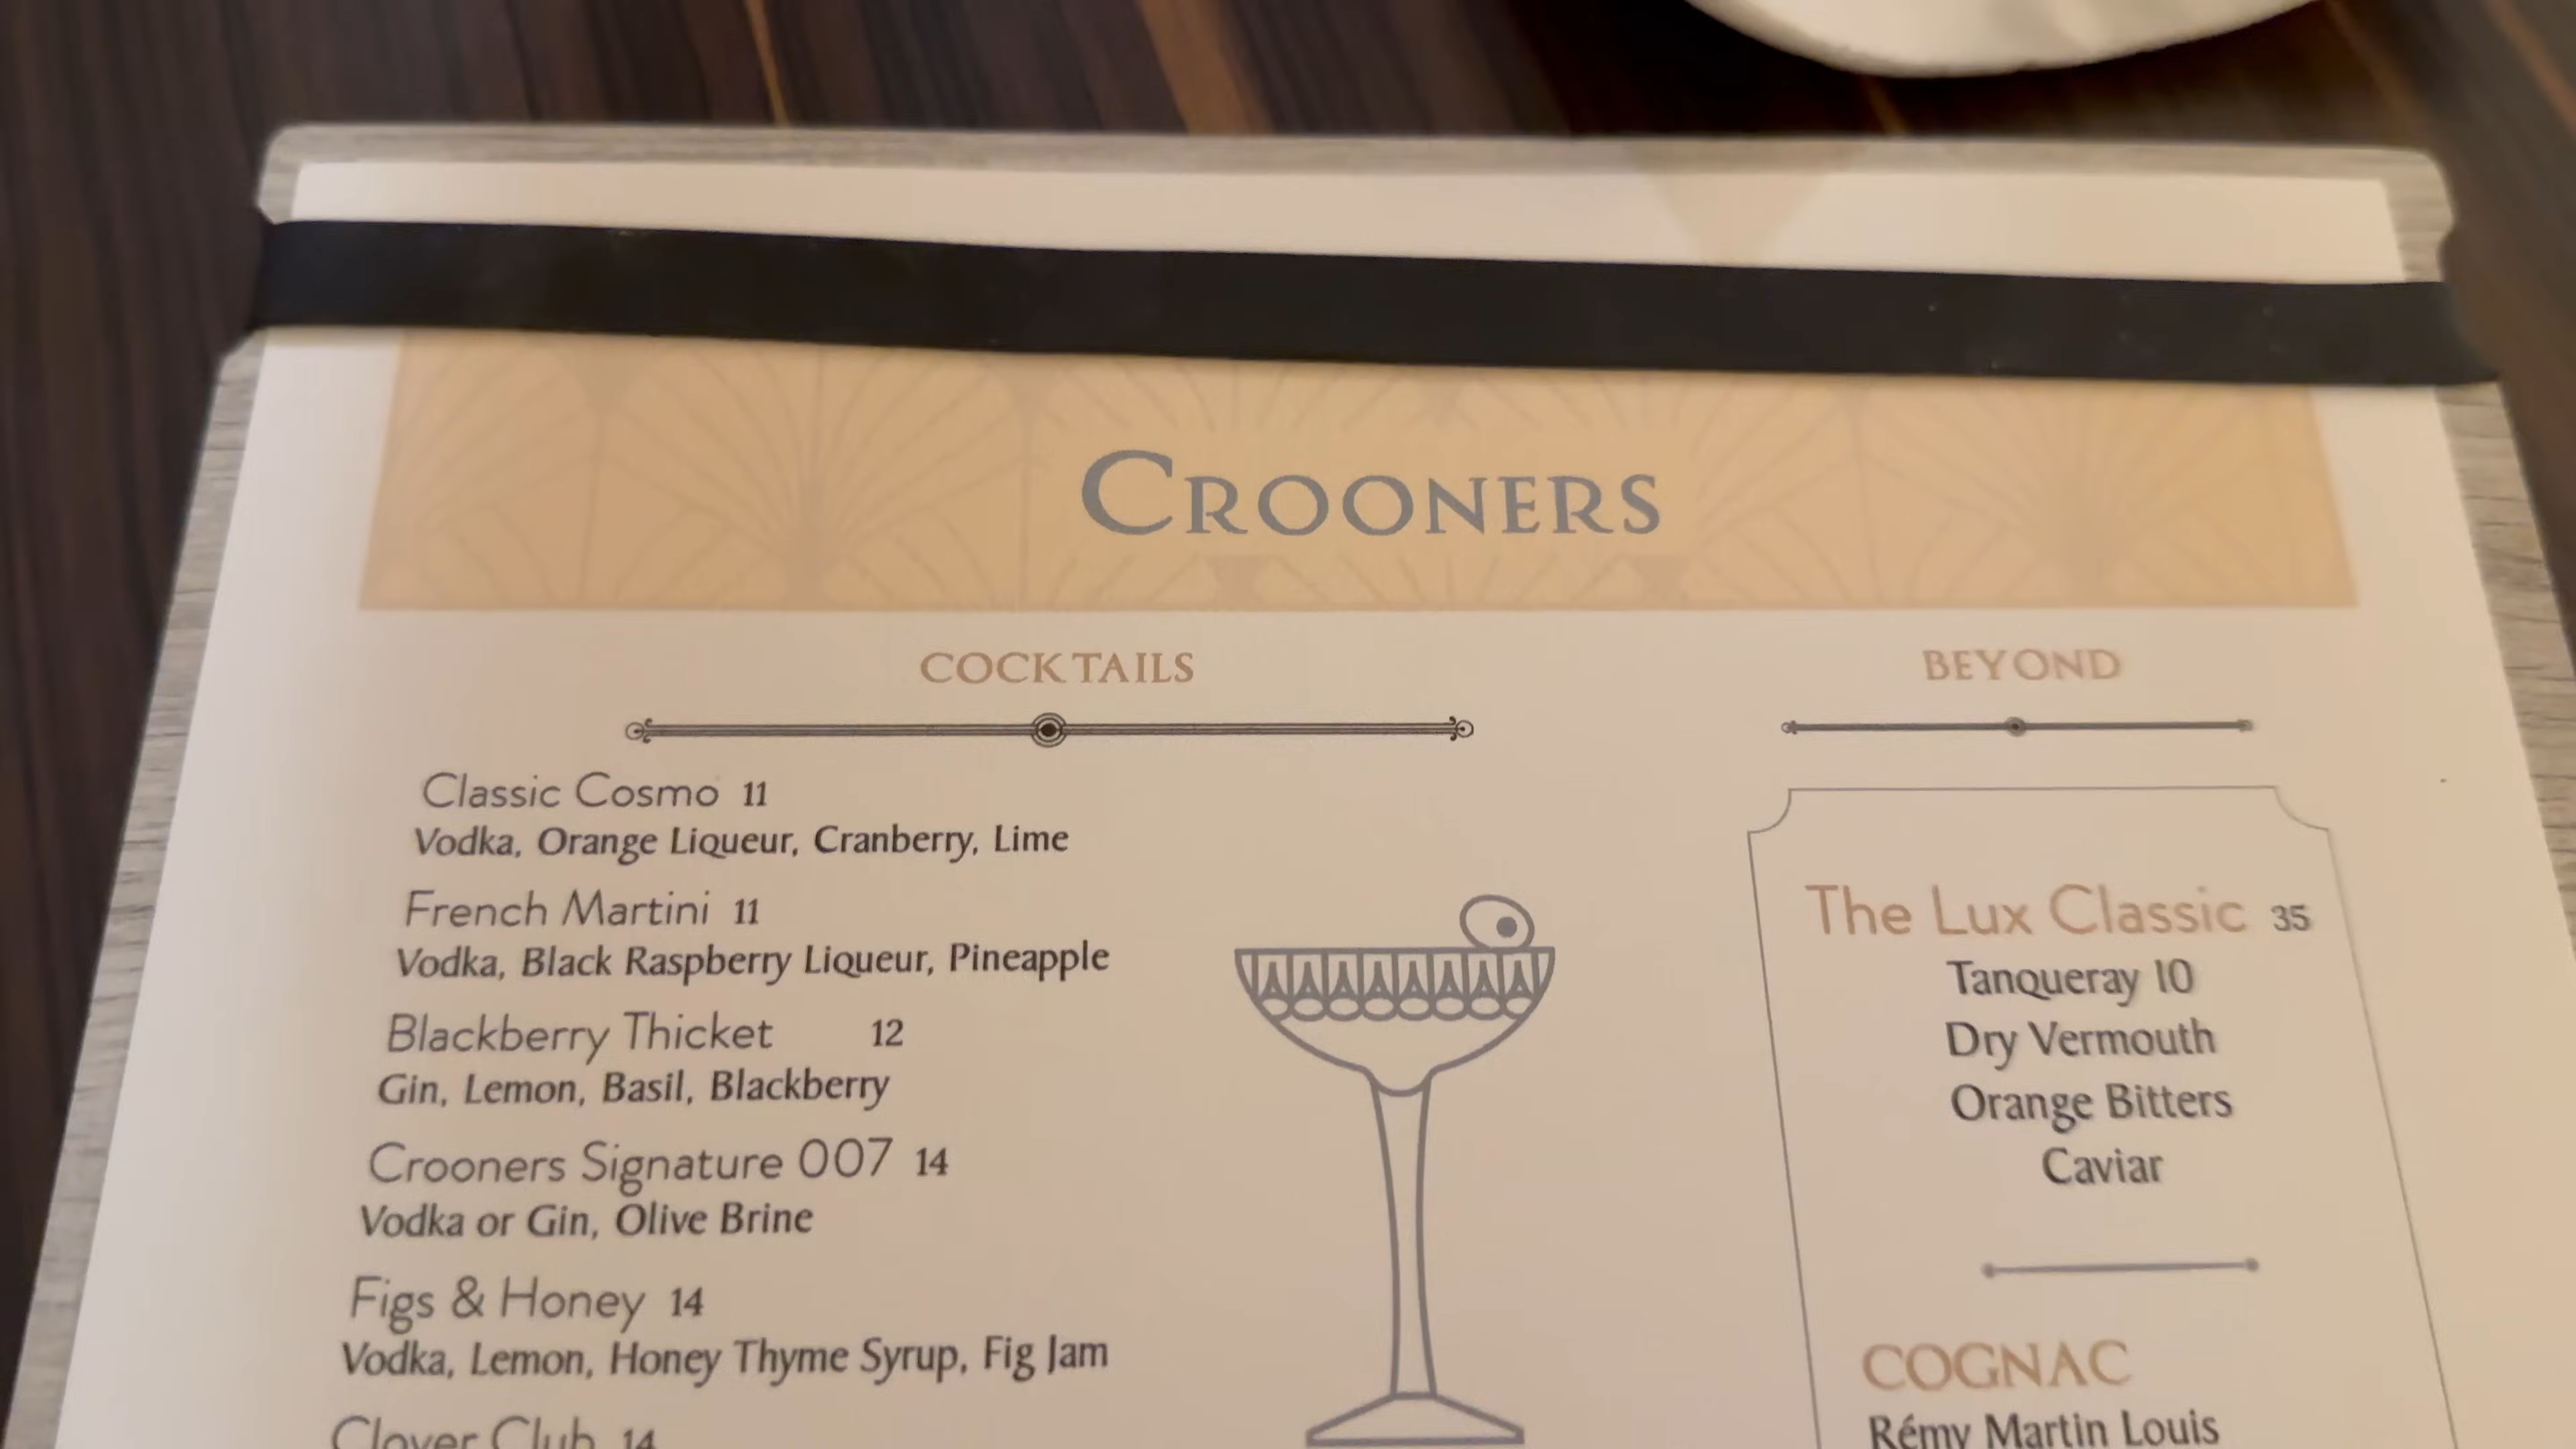 CROONERS
COCKTAILS
Classic Cosmo 11
Vodka, Orange Liqueur, Cranberry, Lime
French Martini 11
Vodka, Black Raspberry Liqueur, Pineapple
Blackberry Thicket 12
Gin, Lemon, Basil, Blackberry
Crooners Signature 007 14
Vodka or Gin, Olive Brine
Figs & Honey 14
Vodka, Lemon, Honey Thyme Syrup, Fig Jam
Clover Club 14
BEYOND
The Lux Classic 35
Tanqueray 10
Dry Vermouth
Orange Bitters
Caviar
COGNAC
Rémy Martin Louis